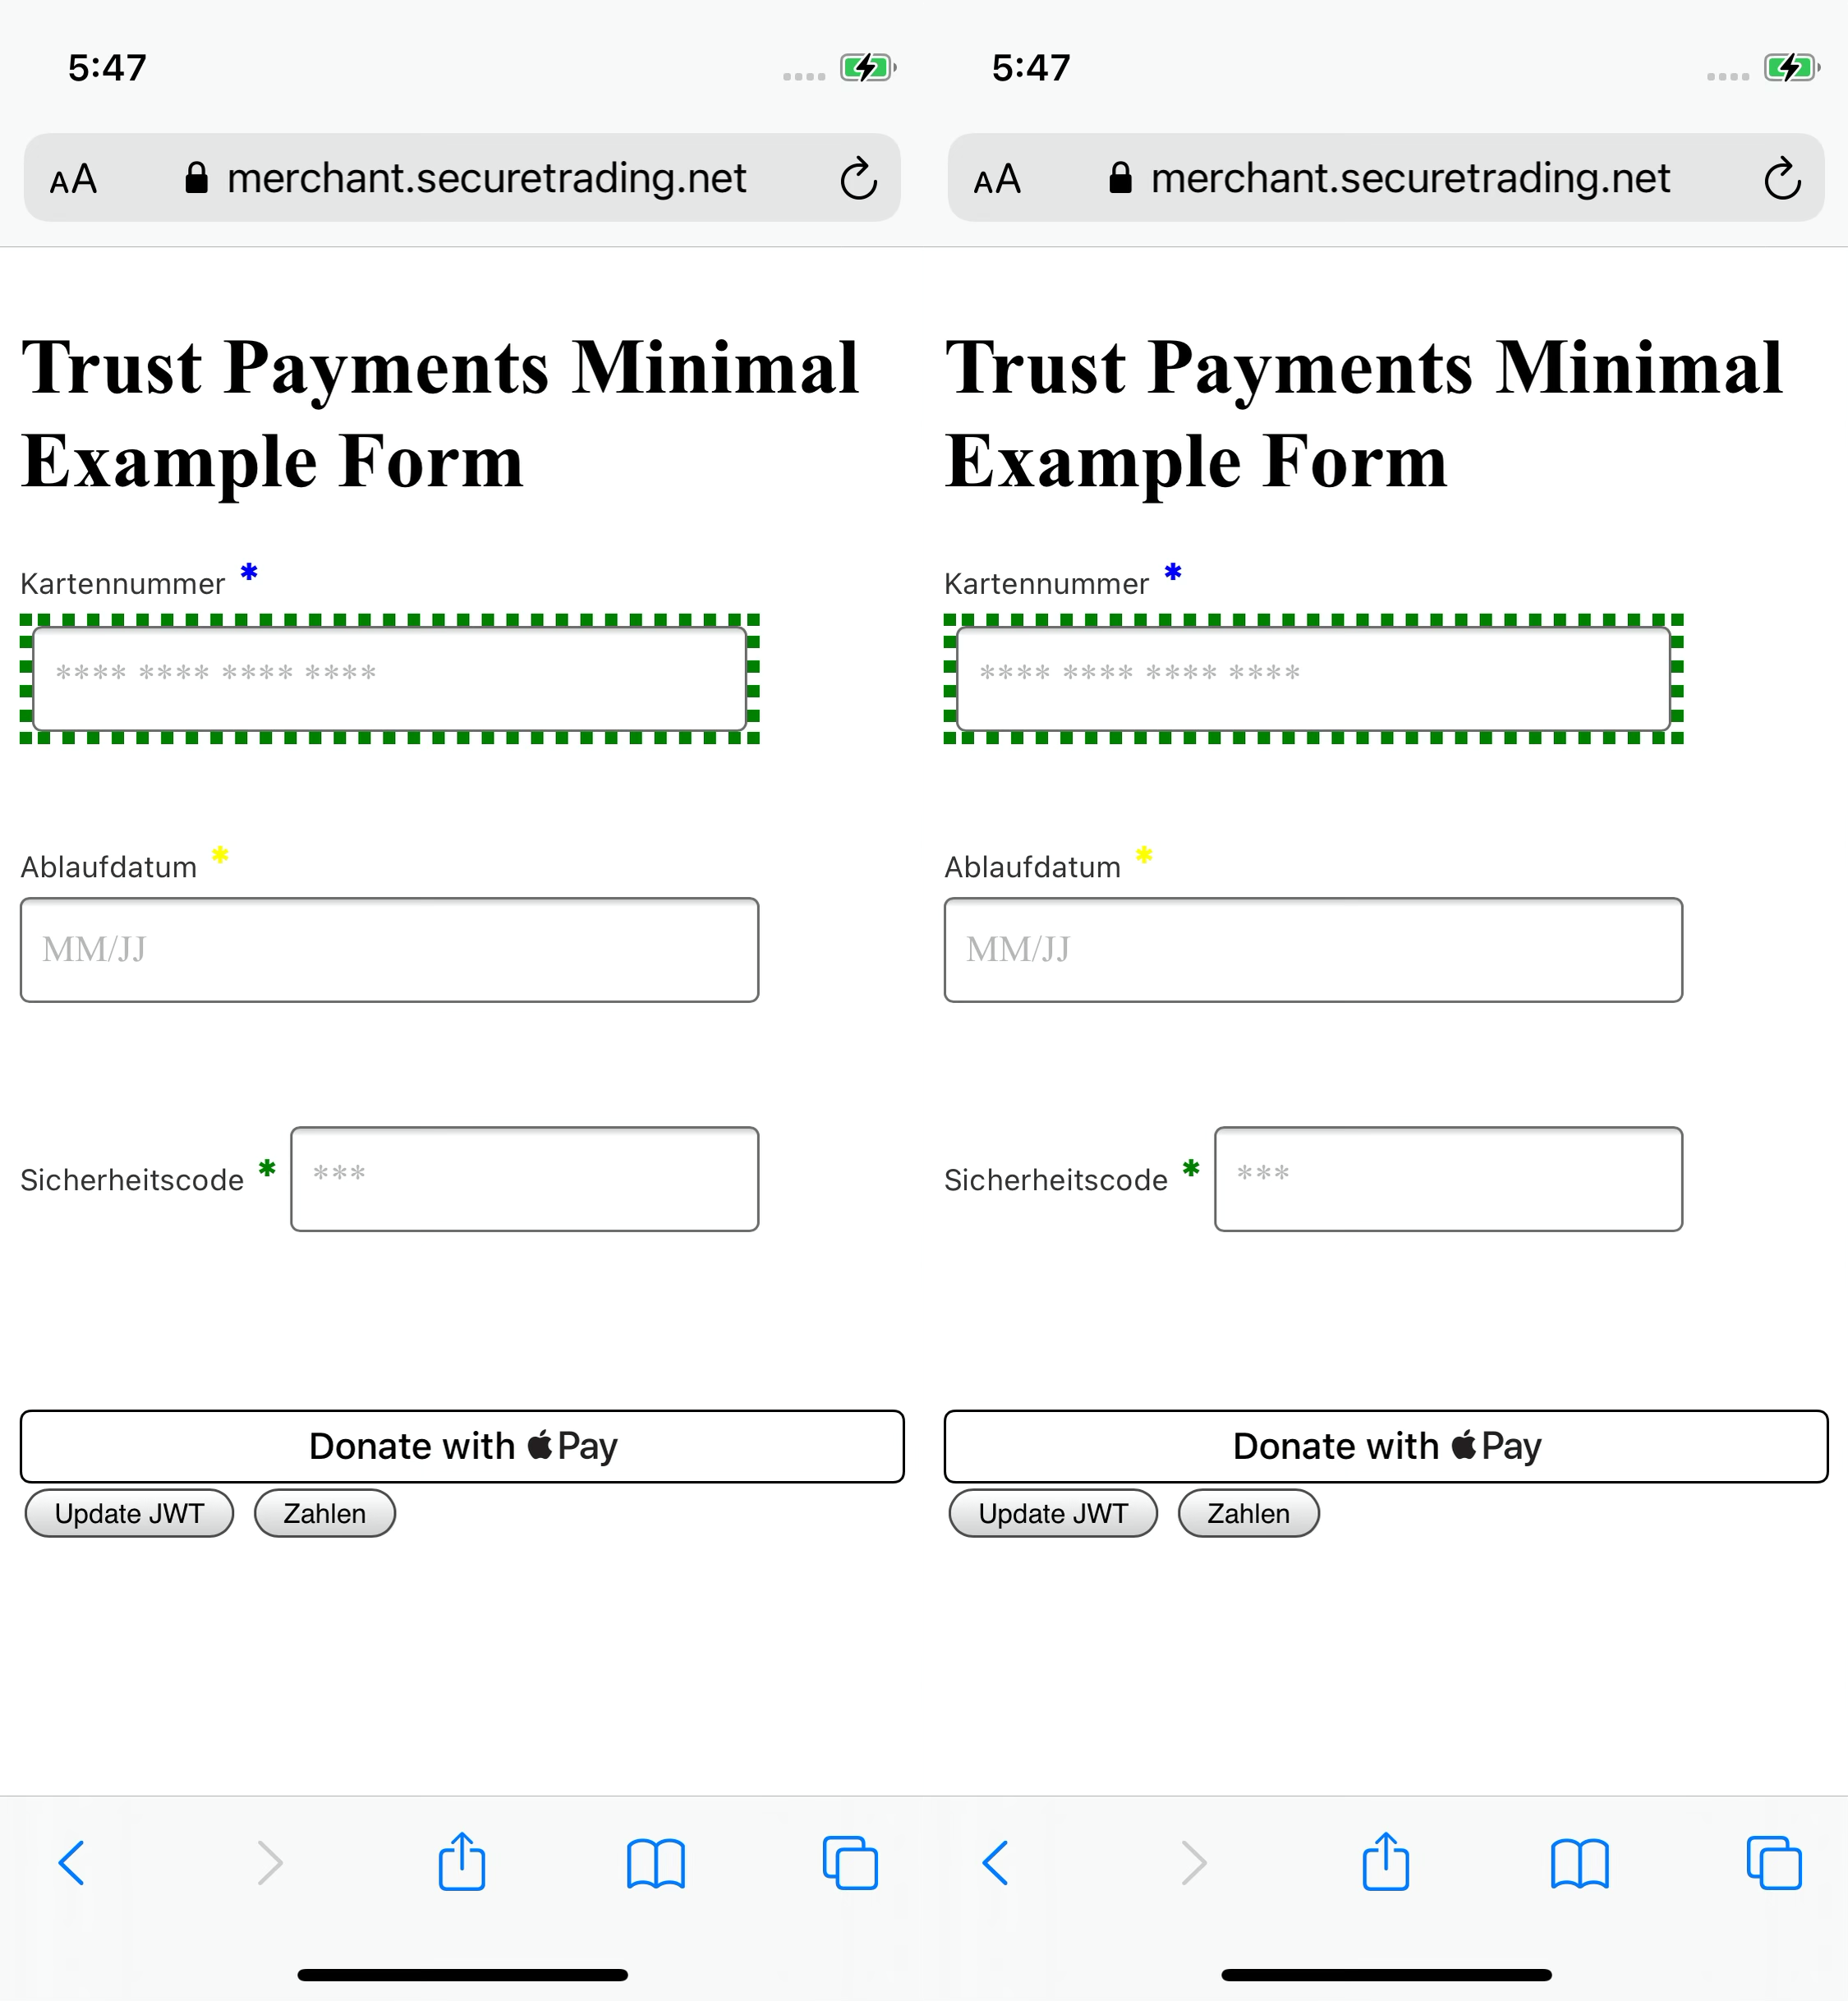 5:47
AA merchant.securetrading.net
Trust Payments Minimal
Example Form
Kartennummer *
**** **** **** ****
Ablaufdatum *
MM/JJ
Sicherheitscode * ***
Donate with Pay
Update JWT Zahlen
5:47
AA merchant.securetrading.net
Trust Payments Minimal
Example Form
Kartennummer *
**** **** **** ****
Ablaufdatum *
MM/JJ
Sicherheitscode * ***
Donate with Pay
Update JWT Zahlen